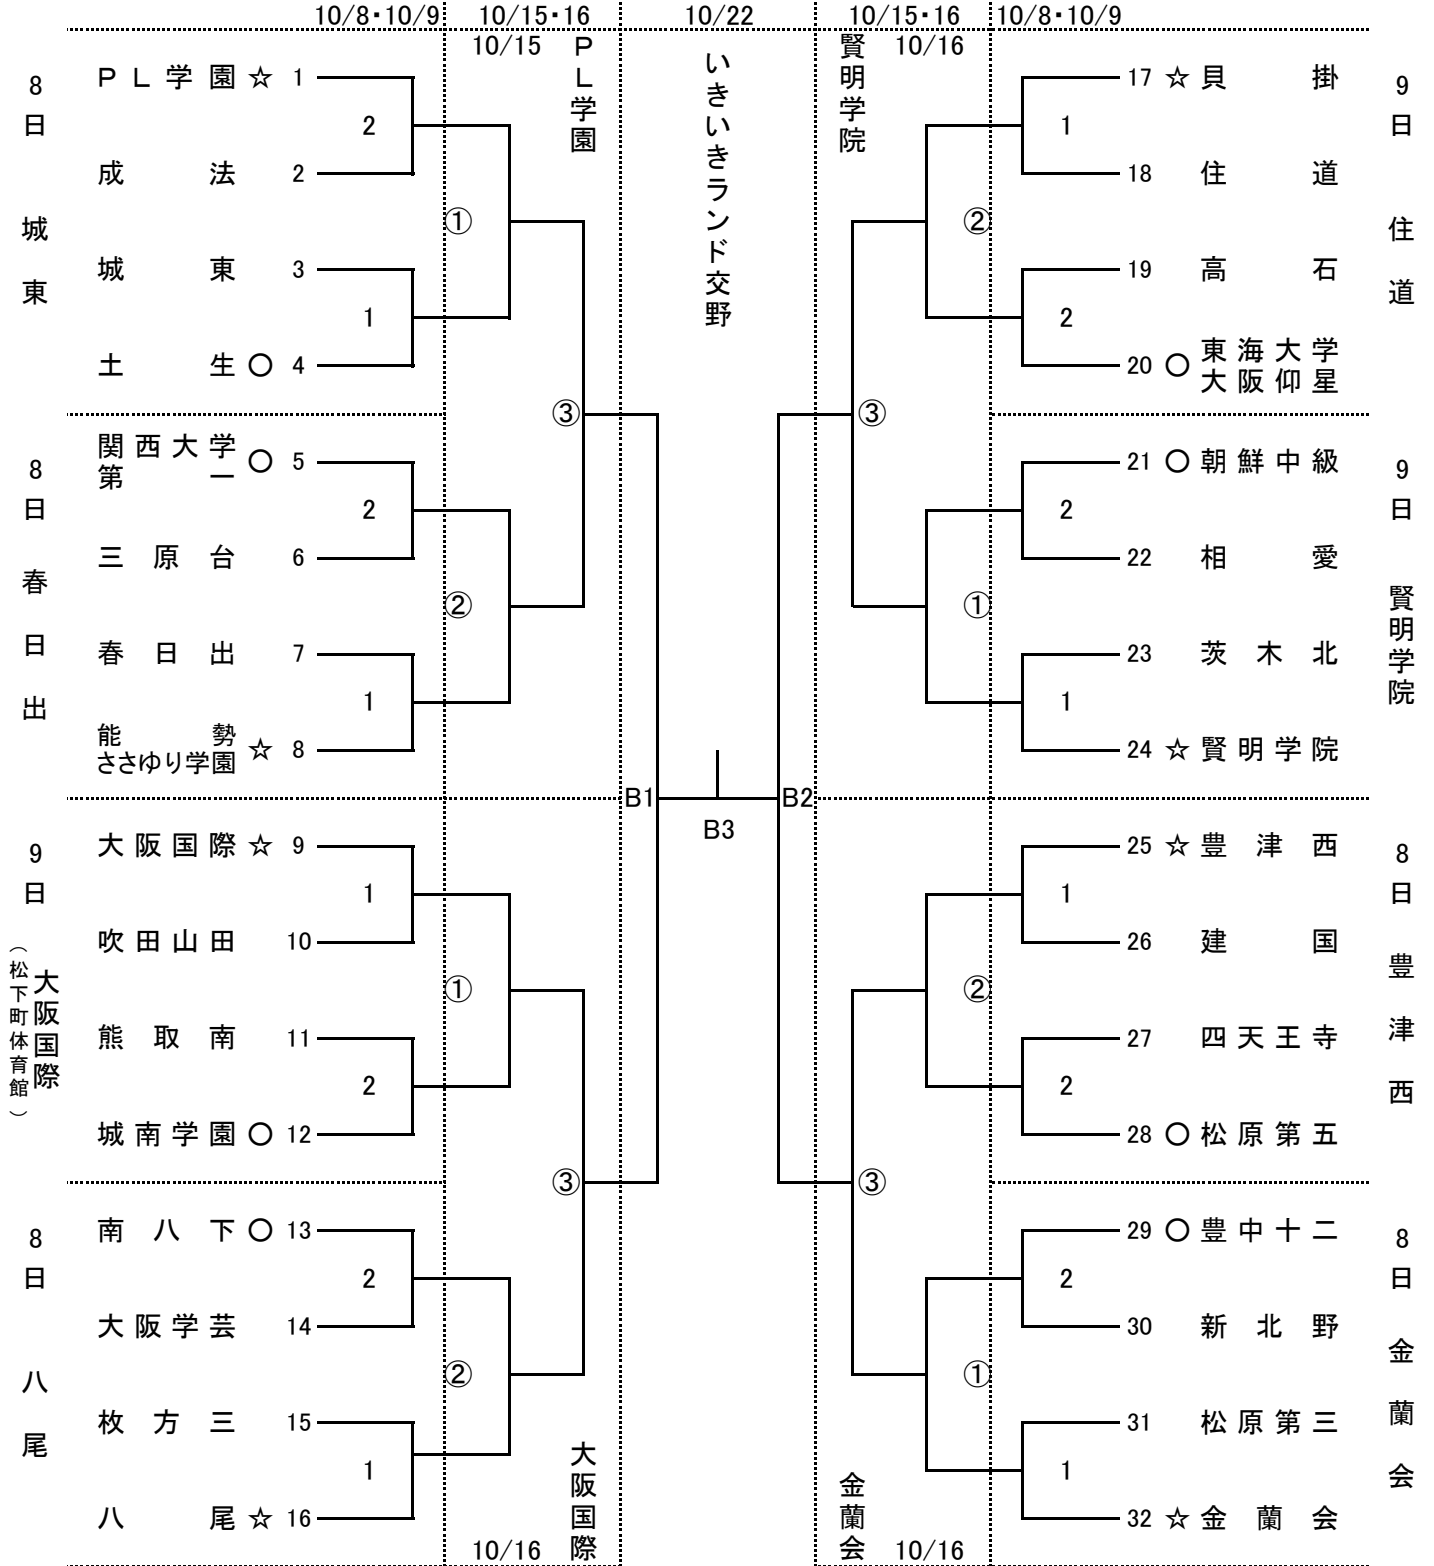 10/8・10/9 10/15・16 10/22 10/15・16 10/8・10/9
10/15 PL学園
いきいきランド交野
賢明学院 10/16
8日 城東
PL学園 ☆ 1
2
成法 2
①
城東 3
1
土生 ○ 4
③
8日 春日出
関西大学第一 ○ 5
2
三原台 6
②
春日出 7
1
能勢ささゆり学園 ☆ 8
9日 大阪国際
（松下町体育館）
大阪国際 ☆ 9
1
吹田山田 10
①
熊取南 11
2
城南学園 ○ 12
③
8日 八尾
南八下 ○ 13
2
大阪学芸 14
②
枚方三 15
1
八尾 ☆ 16
大阪国際
10/16
B1 B2
B3
9日 住道
17 ☆ 貝掛
1
18 住道
②
19 高石
2
20 ○ 東海大学大阪仰星
③
9日 賢明学院
21 ○ 朝鮮中級
2
22 相愛
①
23 茨木北
1
24 ☆ 賢明学院
8日 豊津西
25 ☆ 豊津西
1
26 建国
②
27 四天王寺
2
28 ○ 松原第五
③
8日 金蘭会
29 ○ 豊中十二
2
30 新北野
①
31 松原第三
1
32 ☆ 金蘭会
金蘭会 10/16